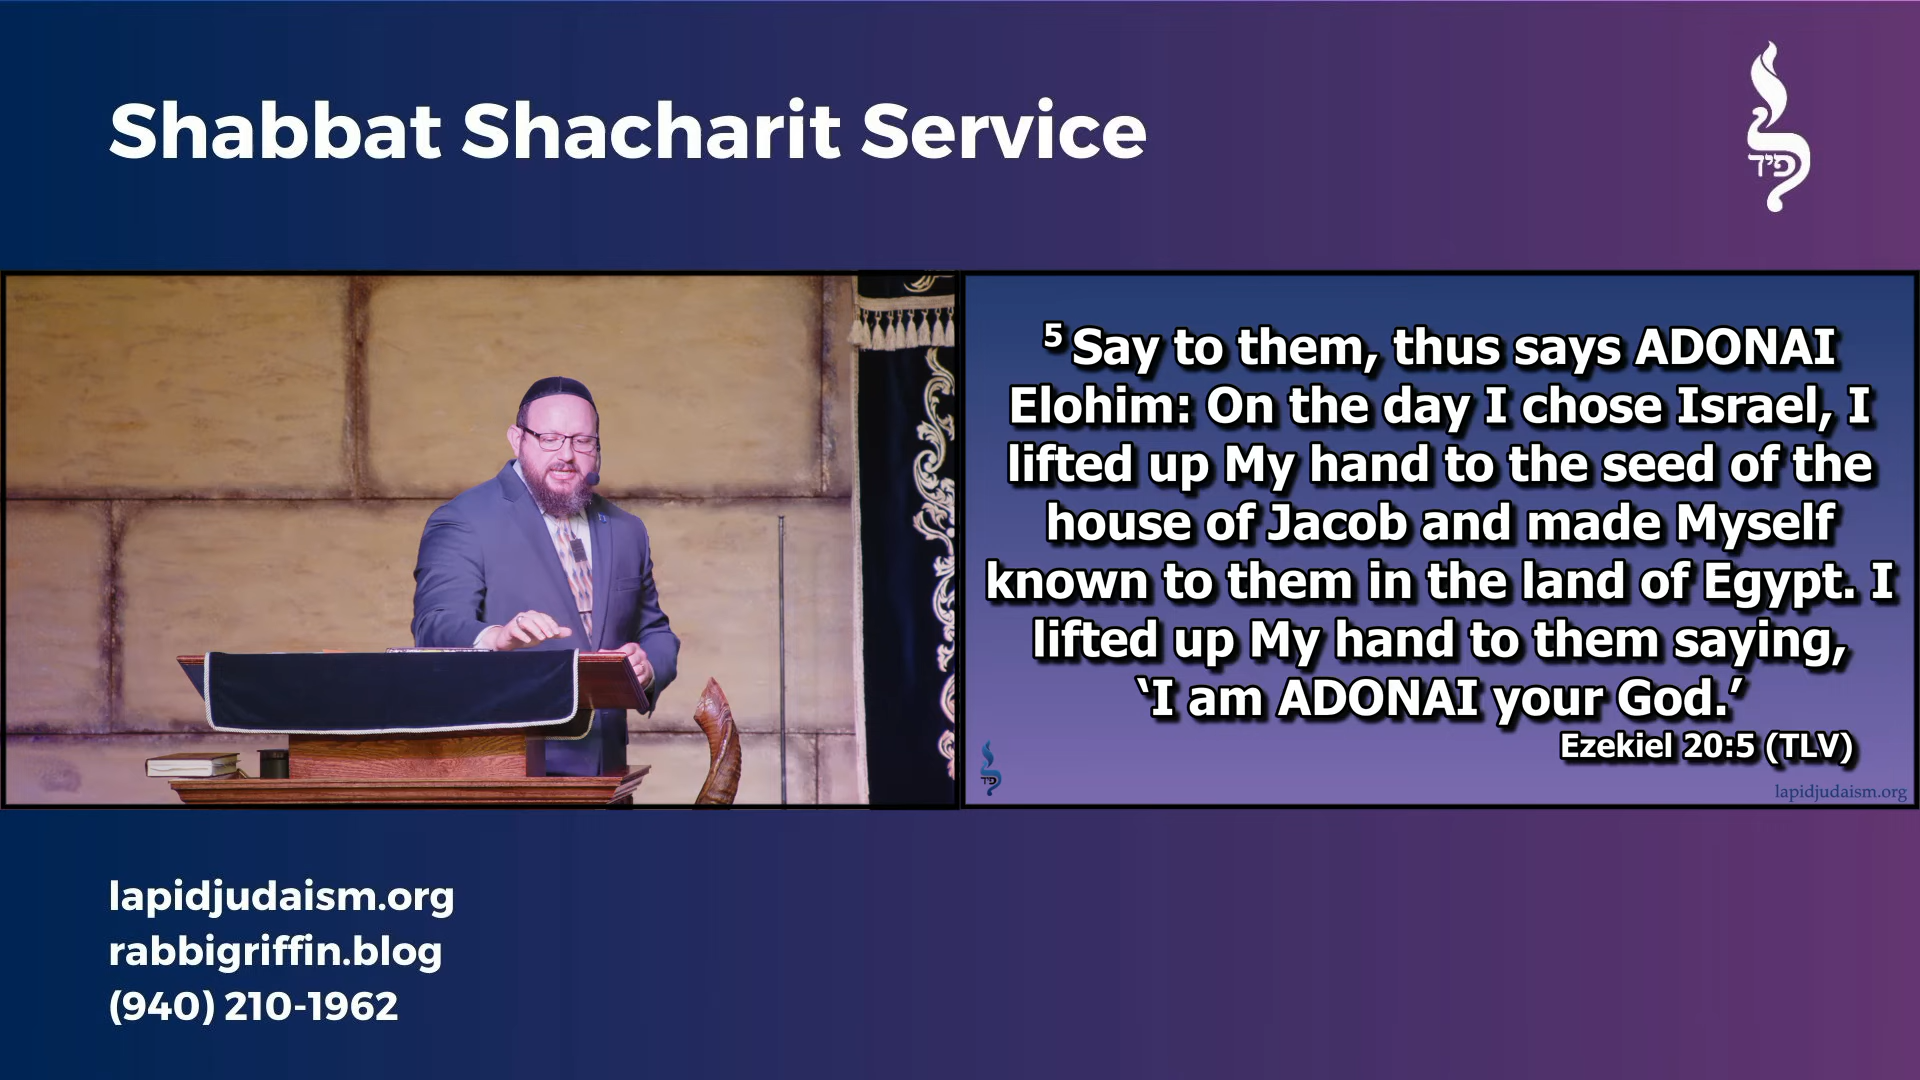 Shabbat Shacharit Service
פיד
5 Say to them, thus says ADONAI
Elohim: On the day I chose Israel, I
lifted up My hand to the seed of the
house of Jacob and made Myself
known to them in the land of Egypt. I
lifted up My hand to them saying,
‘I am ADONAI your God.’
Ezekiel 20:5 (TLV)
פיד
lapidjudaism.org
lapidjudaism.org
rabbigriffin.blog
(940) 210-1962